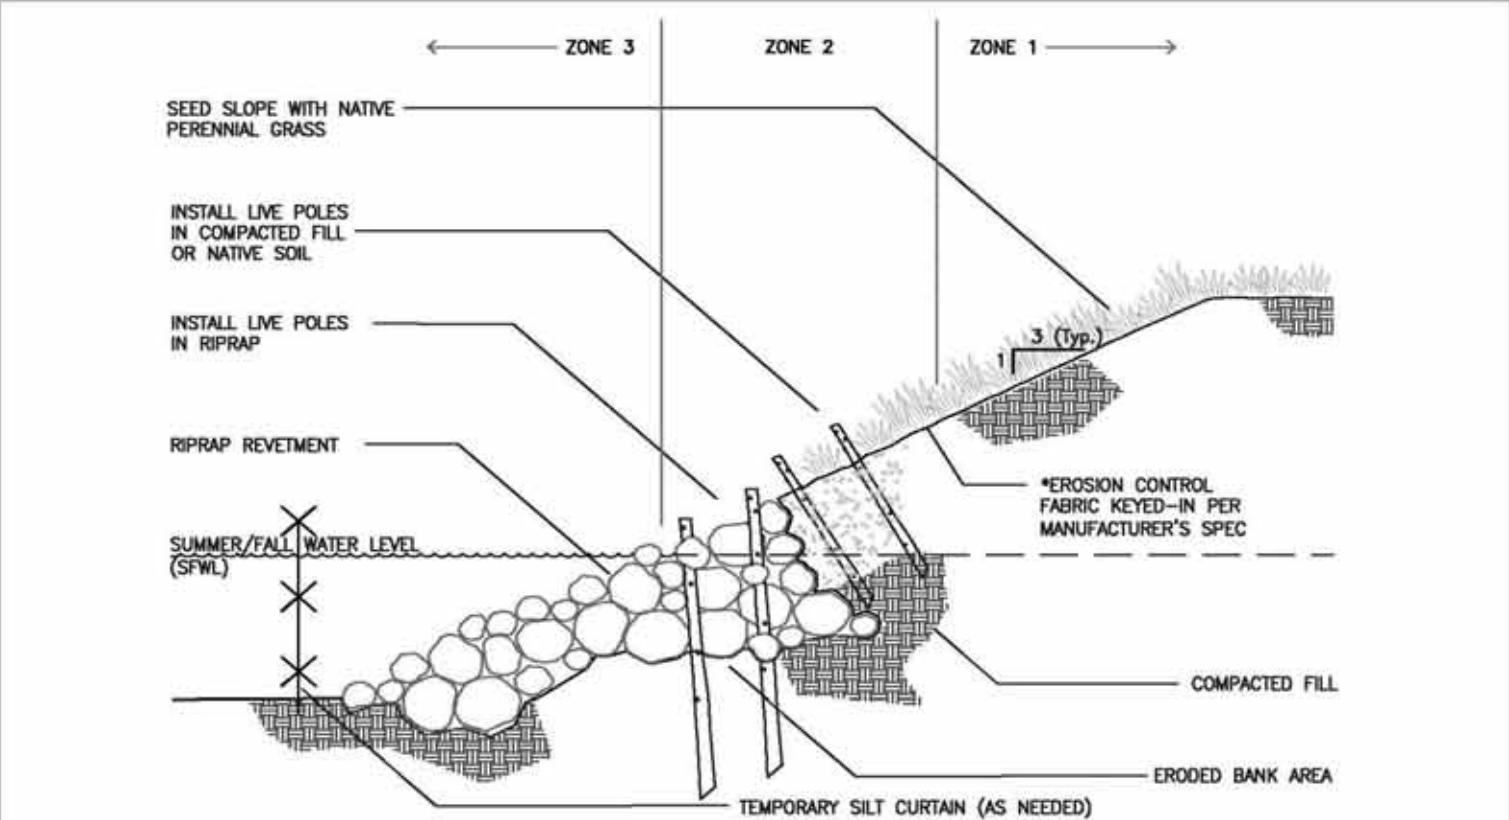 ZONE 3
ZONE 2
ZONE 1
SEED SLOPE WITH NATIVE
PERENNIAL GRASS
INSTALL LIVE POLES
IN COMPACTED FILL
OR NATIVE SOIL
INSTALL LIVE POLES
IN RIPRAP
3 (Typ.)
1
RIPRAP REVETMENT
*EROSION CONTROL
FABRIC KEYED-IN PER
MANUFACTURER'S SPEC
SUMMER/FALL WATER LEVEL
(SFWL)
COMPACTED FILL
ERODED BANK AREA
TEMPORARY SILT CURTAIN (AS NEEDED)